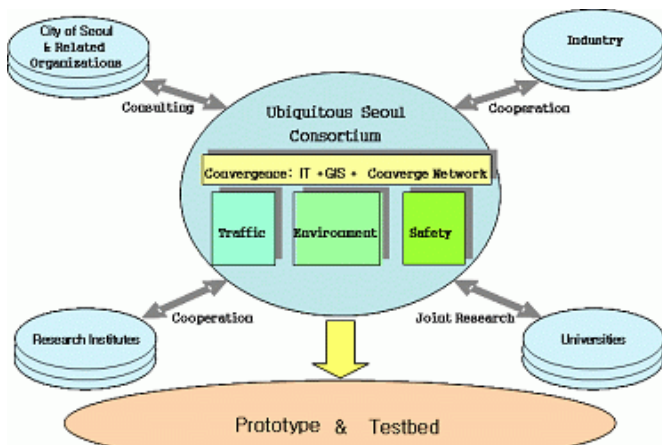 City of Seoul
& Related
Organizations
Industry
Consulting
Cooperation
Ubiquitous Seoul
Consortium
Convergence: IT +GIS + Converge Network
Traffic
Environment
Safety
Cooperation
Joint Research
Research Institutes
Universities
Prototype & Testbed